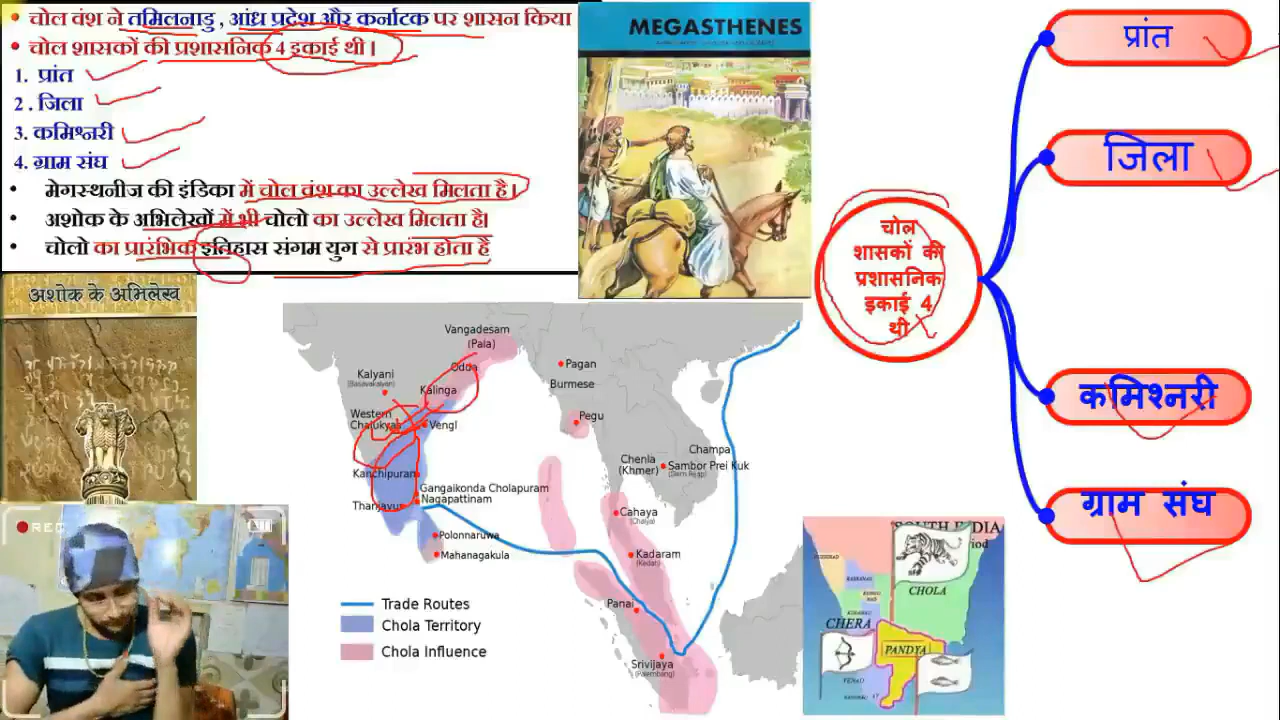 • चोल वंश ने तमिलनाडु , आंध्र प्रदेश और कर्नाटक पर शासन किया
• चोल शासकों की प्रशासनिक 4 इकाई थी ।
1. प्रांत
2 . जिला
3. कमिश्नरी
4. ग्राम संघ
• मेगस्थनीज की इंडिका में चोल वंश का उल्लेख मिलता है।
• अशोक के अभिलेखों में भी चोलो का उल्लेख मिलता है।
• चोलो का प्रारंभिक इतिहास संगम युग से प्रारंभ होता है
MEGASTHENES
प्रांत
जिला
चोल
शासकों की
प्रशासनिक
इकाई 4
थी
कमिश्नरी
ग्राम संघ
अशोक के अभिलेख
REC
Vangadesam
(Pala)
Odda
Kalyani
(Basavakalyan)
Kalinga
Western
Chalukyas
Vengi
Kanchipuram
Gangaikonda Cholapuram
Nagapattinam
Thanjavur
Polonnaruwa
Mahanagakula
Pagan
Burmese
Pegu
Champa
Chenla
(Khmer)
Sambor Prei Kuk
Cahaya
(Chaiya)
Kadaram
(Kedah)
Panai
Srivijaya
(Palembang)
Trade Routes
Chola Territory
Chola Influence
SOUTH INDIA
CHOLA
CHERA
PANDYA